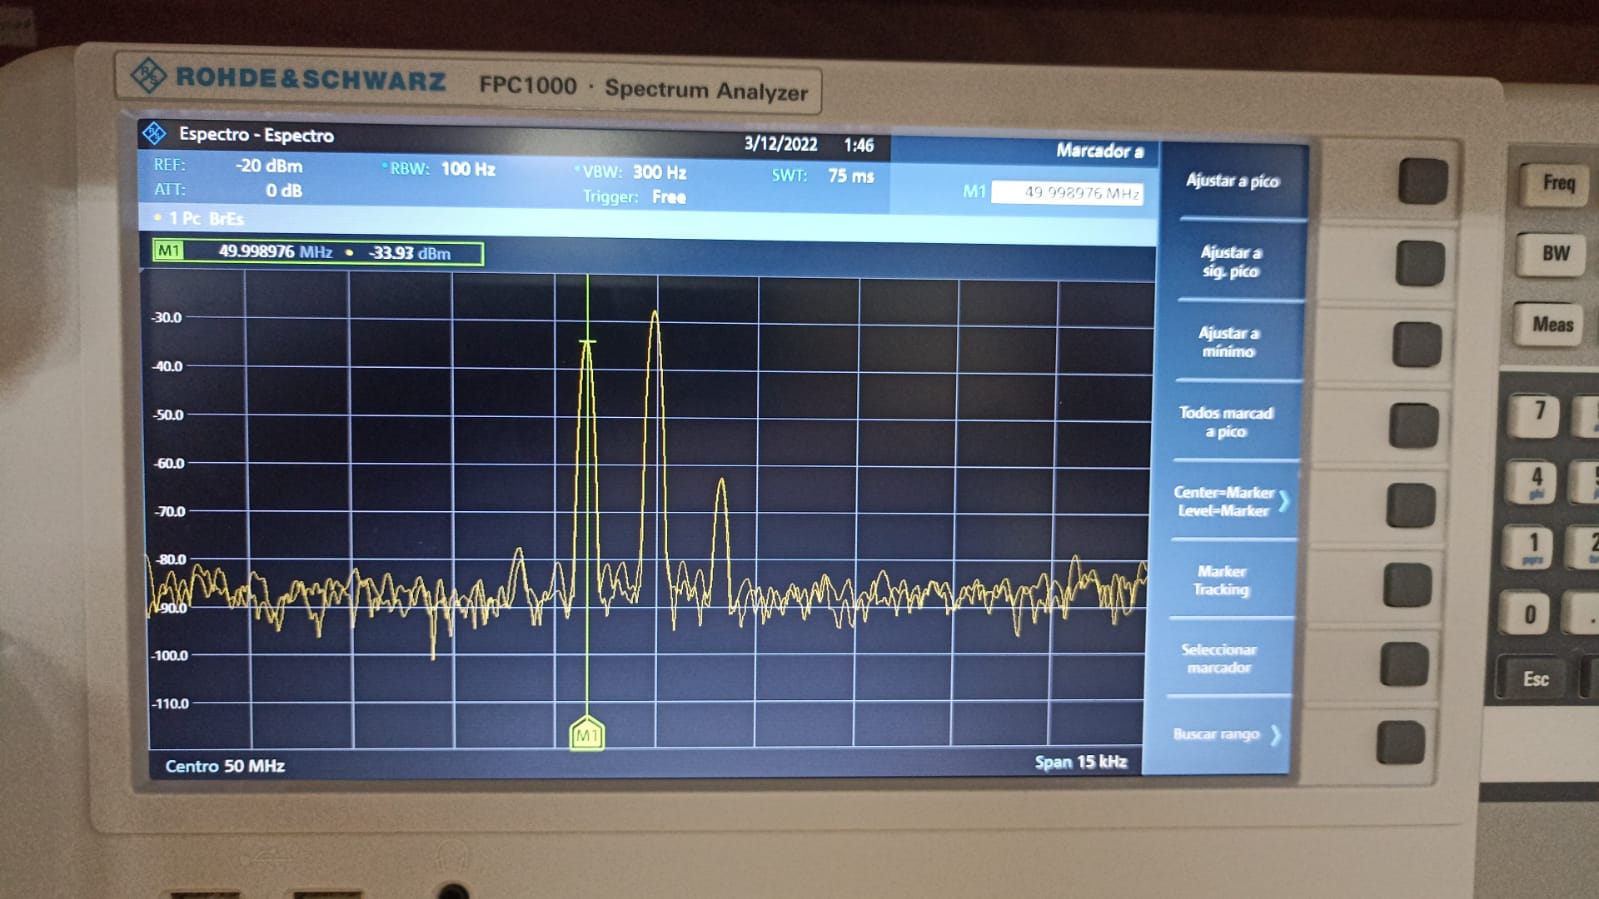 ROHDE&SCHWARZ FPC1000 · Spectrum Analyzer
Espectro - Espectro 3/12/2022 1:46 Marcador a
REF: -20 dBm RBW: 100 Hz VBW: 300 Hz SWT: 75 ms
ATT: 0 dB Trigger: Free M1 49.998976 MHz
1 Pc BrEs
M1 49.998976 MHz • -33.93 dBm
-30.0
-40.0
-50.0
-60.0
-70.0
-80.0
-90.0
-100.0
-110.0
M1
Centro 50 MHz Span 15 kHz
Ajustar a pico
Ajustar a
sig. pico
Ajustar a
mínimo
Todos marcad
a pico
Center=Marker
Level=Marker
Marker
Tracking
Seleccionar
marcador
Buscar rango
Freq
BW
Meas
7
4
ghi
1
pqrs
2
0
.
Esc